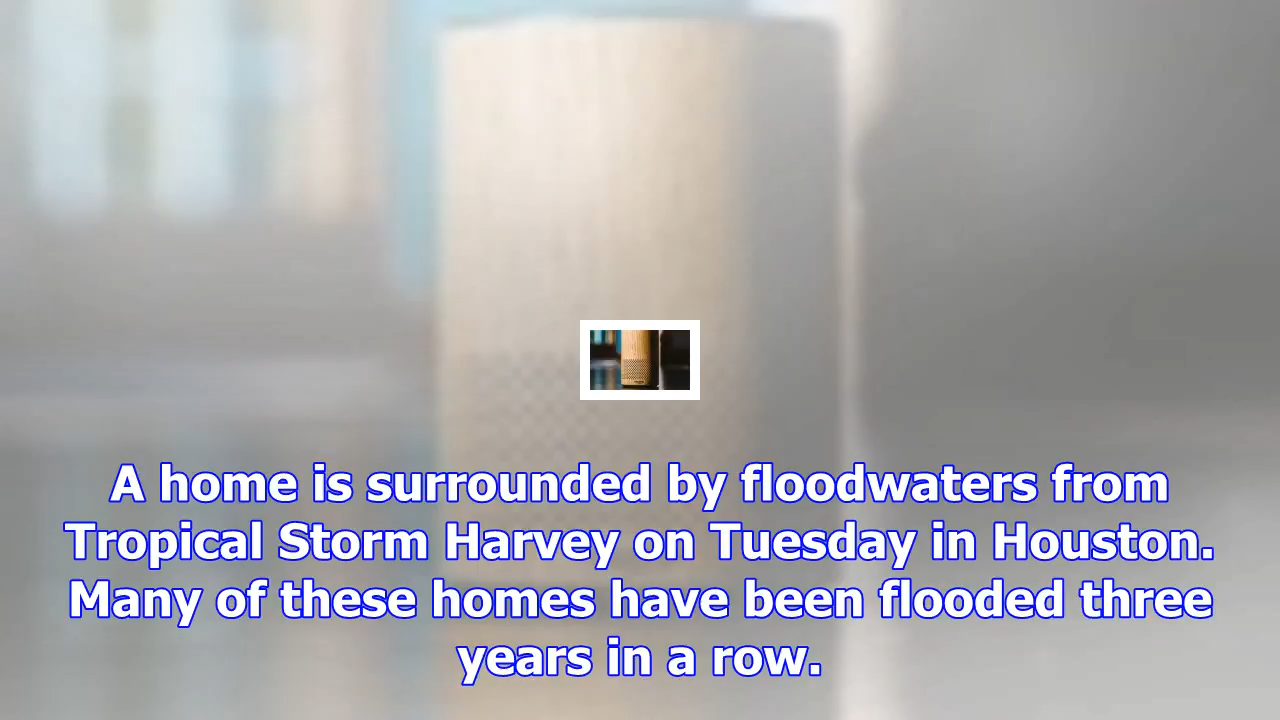 A home is surrounded by floodwaters from
Tropical Storm Harvey on Tuesday in Houston.
Many of these homes have been flooded three
years in a row.